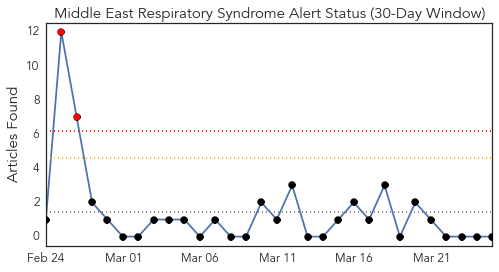 Middle East Respiratory Syndrome Alert Status (30-Day Window)
Articles Found
12
10
8
6
4
2
0
Feb 24 Mar 01 Mar 06 Mar 11 Mar 16 Mar 21